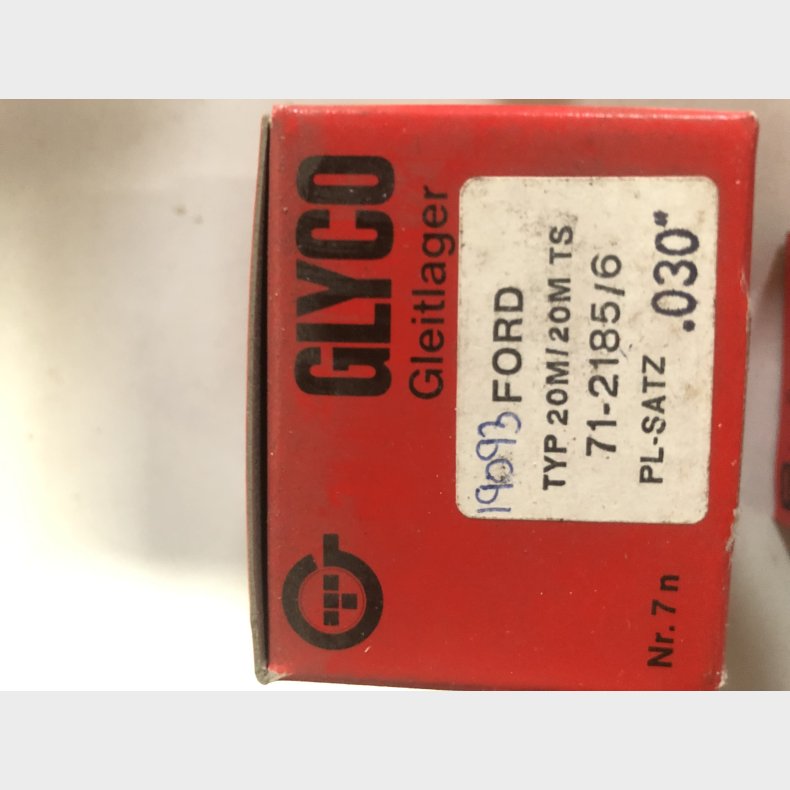 GLYCO
Gleitlager
19093 FORD
TYP 20M/20M TS
71-2185/6
PL-SATZ .030"
Nr. 7 n